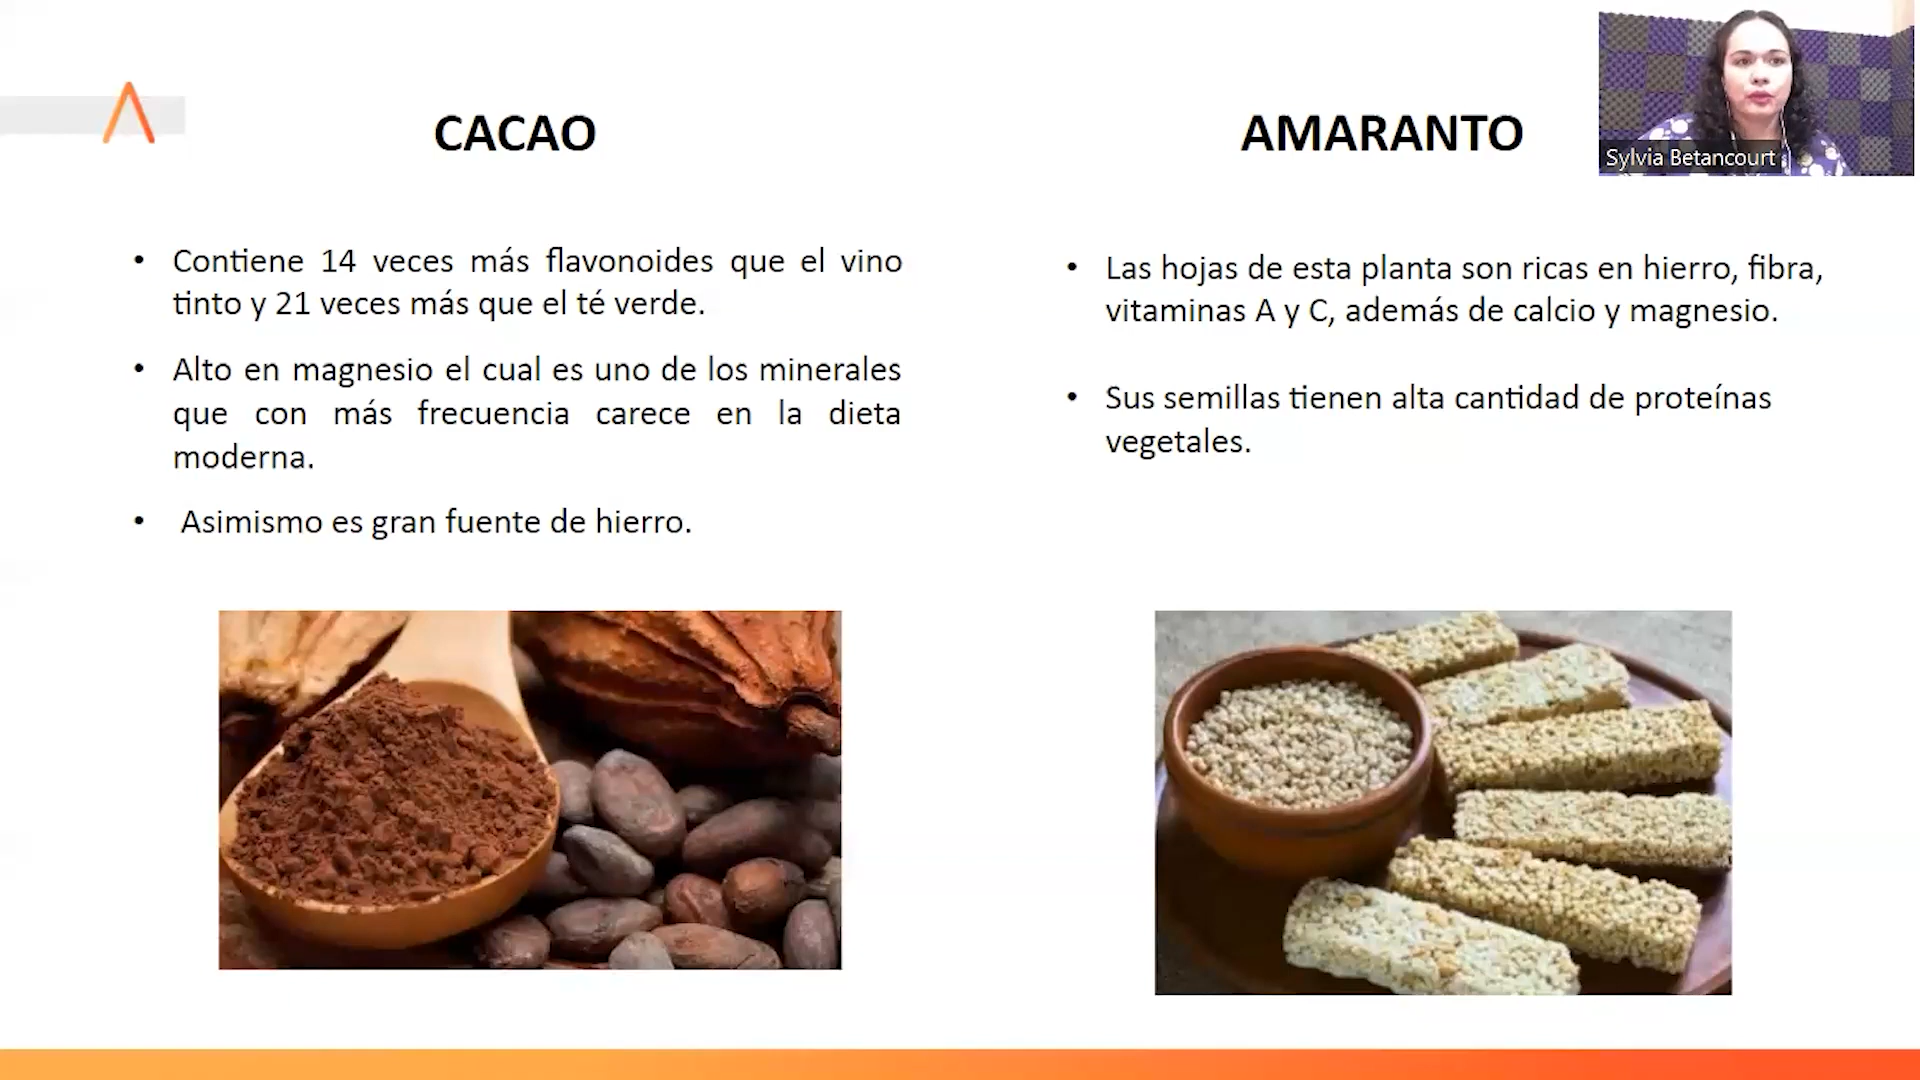 CACAO
Contiene 14 veces más flavonoides que el vino
tinto y 21 veces más que el té verde.
Alto en magnesio el cual es uno de los minerales
que con más frecuencia carece en la dieta
moderna.
Asimismo es gran fuente de hierro.
AMARANTO
Las hojas de esta planta son ricas en hierro, fibra,
vitaminas A y C, además de calcio y magnesio.
Sus semillas tienen alta cantidad de proteínas
vegetales.
Sylvia Betancourt